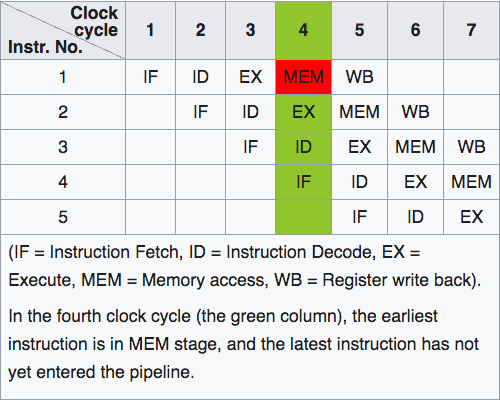 Clock
cycle
Instr. No.
1 2 3 4 5 6 7
1 IF ID EX MEM WB
2 IF ID EX MEM WB
3 IF ID EX MEM WB
4 IF ID EX MEM
5 IF ID EX
(IF = Instruction Fetch, ID = Instruction Decode, EX =
Execute, MEM = Memory access, WB = Register write back).
In the fourth clock cycle (the green column), the earliest
instruction is in MEM stage, and the latest instruction has not
yet entered the pipeline.